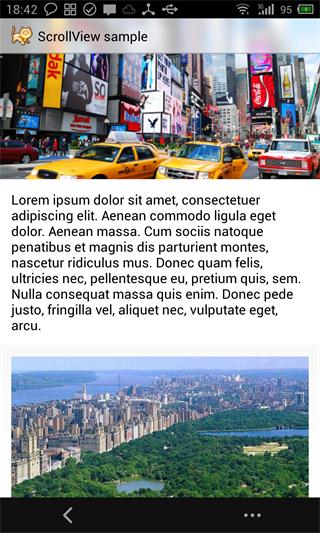 18:42 95
ScrollView sample
Coca-Cola
Lorem ipsum dolor sit amet, consectetuer
adipiscing elit. Aenean commodo ligula eget
dolor. Aenean massa. Cum sociis natoque
penatibus et magnis dis parturient montes,
nascetur ridiculus mus. Donec quam felis,
ultricies nec, pellentesque eu, pretium quis, sem.
Nulla consequat massa quis enim. Donec pede
justo, fringilla vel, aliquet nec, vulputate eget,
arcu.